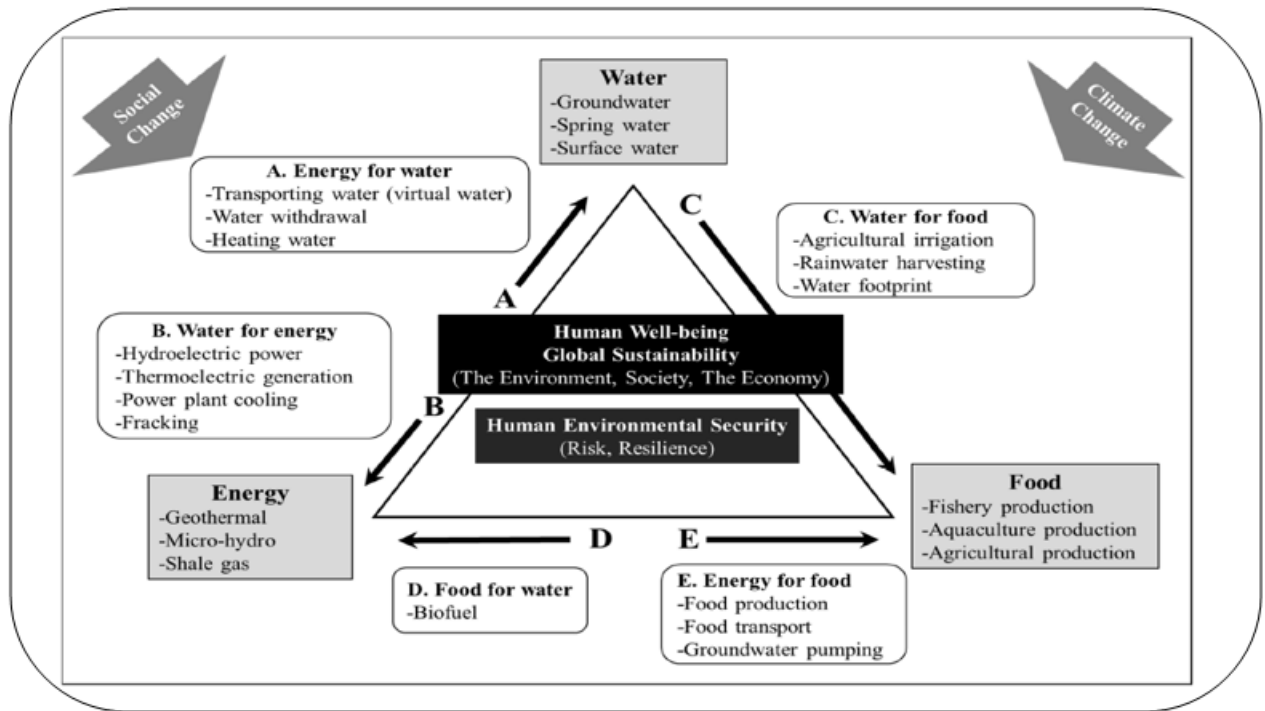 Social
Change
Climate
Change
Water
-Groundwater
-Spring water
-Surface water
A. Energy for water
-Transporting water (virtual water)
-Water withdrawal
-Heating water
C
C. Water for food
-Agricultural irrigation
-Rainwater harvesting
-Water footprint
A
B. Water for energy
-Hydroelectric power
-Thermoelectric generation
-Power plant cooling
-Fracking
B
Human Well-being
Global Sustainability
(The Environment, Society, The Economy)
Human Environmental Security
(Risk, Resilience)
Energy
-Geothermal
-Micro-hydro
-Shale gas
Food
-Fishery production
-Aquaculture production
-Agricultural production
D
E
D. Food for water
-Biofuel
E. Energy for food
-Food production
-Food transport
-Groundwater pumping